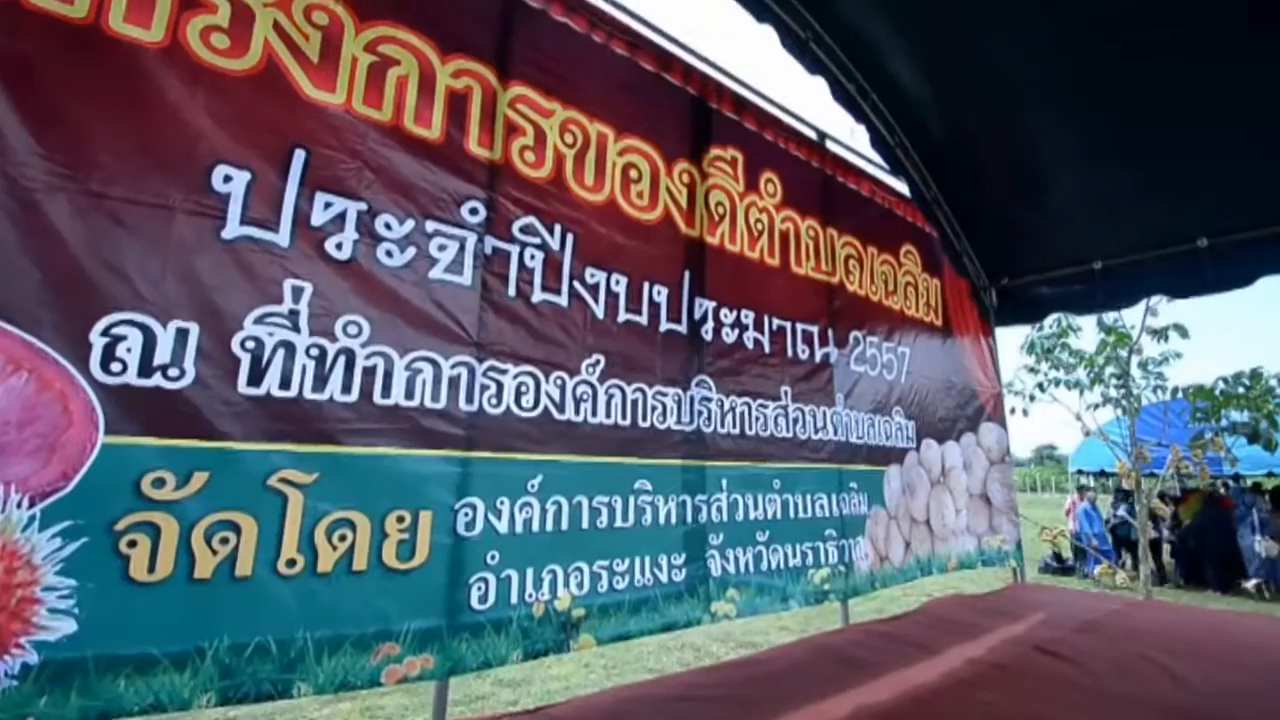 โครงการของดีตำบลเฉลิม
ประจำปีงบประมาณ 2557
ณ ที่ทำการองค์การบริหารส่วนตำบลเฉลิม
จัดโดย องค์การบริหารส่วนตำบลเฉลิม
อำเภอระแงะ จังหวัดนราธิวาส